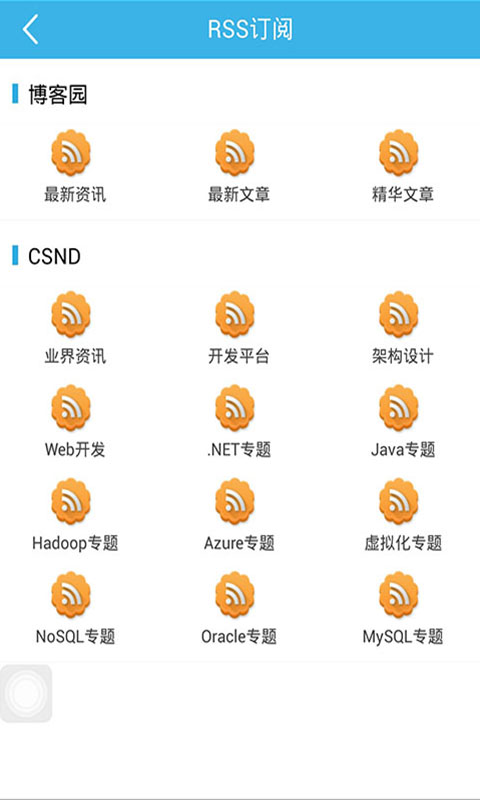 RSS订阅
博客园
最新资讯 最新文章 精华文章
CSND
业界资讯 开发平台 架构设计
Web开发 .NET专题 Java专题
Hadoop专题 Azure专题 虚拟化专题
NoSQL专题 Oracle专题 MySQL专题